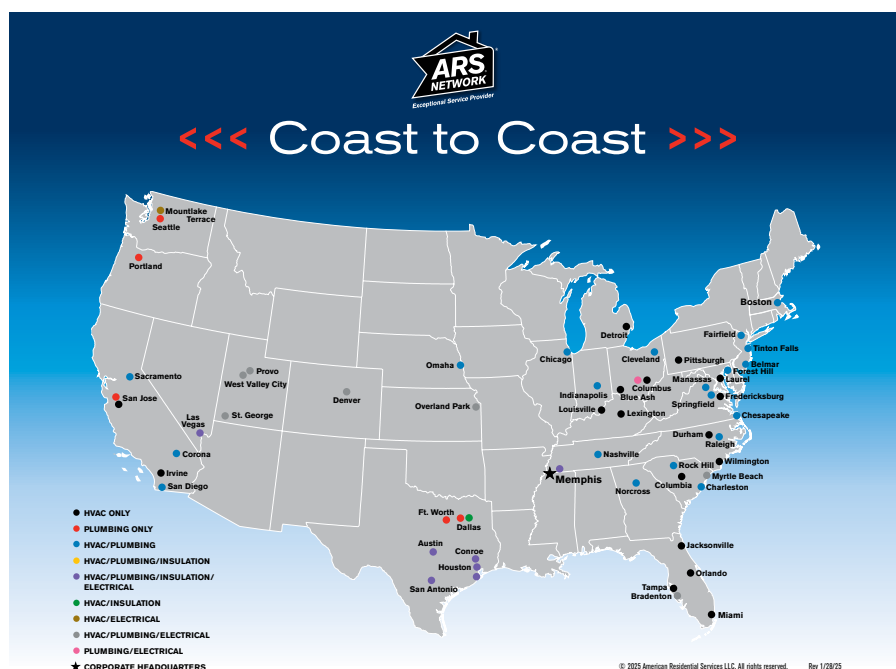 ARS
NETWORK
Exceptional Service Provider
<<< Coast to Coast >>>
Mountlake
Terrace
Seattle
Portland
Boston
Detroit
Fairfield
Tinton Falls
Chicago
Cleveland
Pittsburgh
Belmar
Omaha
Forest Hill
Sacramento
Provo
West Valley City
Manassas
Laurel
Columbus
Blue Ash
Indianapolis
Denver
San Jose
Fredericksburg
Springfield
Overland Park
Louisville
Lexington
Chesapeake
St. George
Las
Vegas
Durham
Raleigh
Corona
Nashville
Wilmington
Rock Hill
Irvine
Memphis
Myrtle Beach
San Diego
Norcross
Columbia
Charleston
Ft. Worth
Dallas
Austin
Conroe
Houston
San Antonio
Jacksonville
Orlando
Tampa
Bradenton
Miami
HVAC ONLY
PLUMBING ONLY
HVAC/PLUMBING
HVAC/PLUMBING/INSULATION
HVAC/PLUMBING/INSULATION/
ELECTRICAL
HVAC/INSULATION
HVAC/ELECTRICAL
HVAC/PLUMBING/ELECTRICAL
PLUMBING/ELECTRICAL
CORPORATE HEADQUARTERS
© 2025 American Residential Services LLC. All rights reserved. Rev 1/28/25